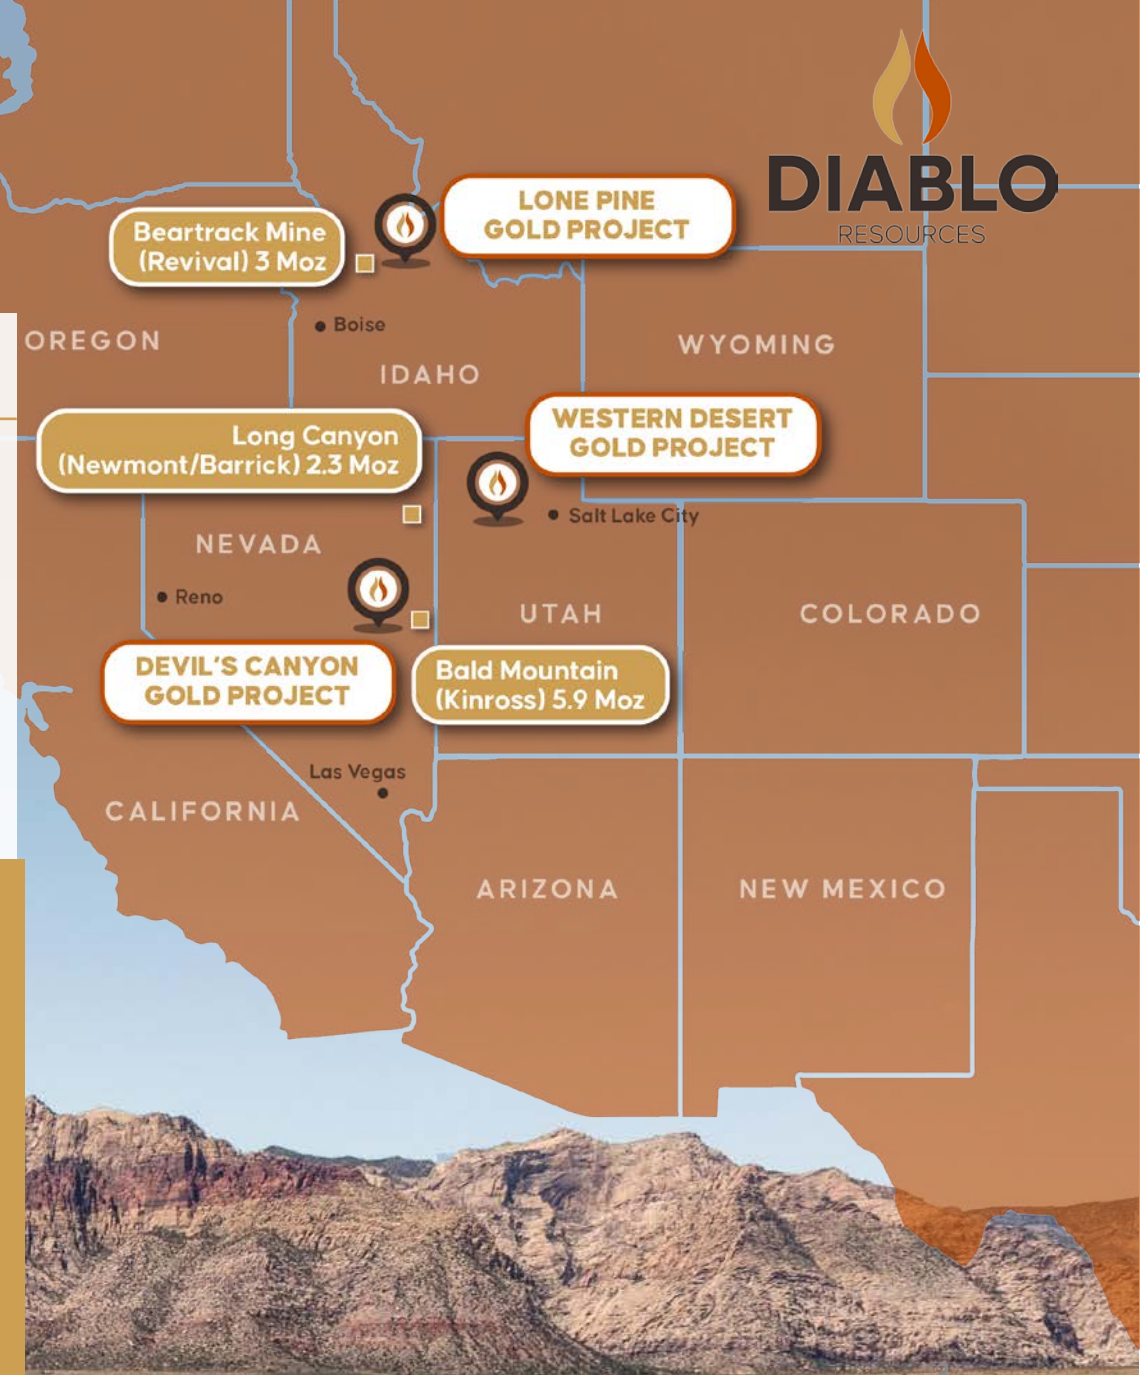 DIABLO
RESOURCES
LONE PINE
GOLD PROJECT
Beartrack Mine
(Revival) 3 Moz
Boise
OREGON
WYOMING
IDAHO
WESTERN DESERT
GOLD PROJECT
Long Canyon
(Newmont/Barrick) 2.3 Moz
Salt Lake City
NEVADA
Reno
UTAH
COLORADO
DEVIL'S CANYON
GOLD PROJECT
Bald Mountain
(Kinross) 5.9 Moz
Las Vegas
CALIFORNIA
ARIZONA
NEW MEXICO